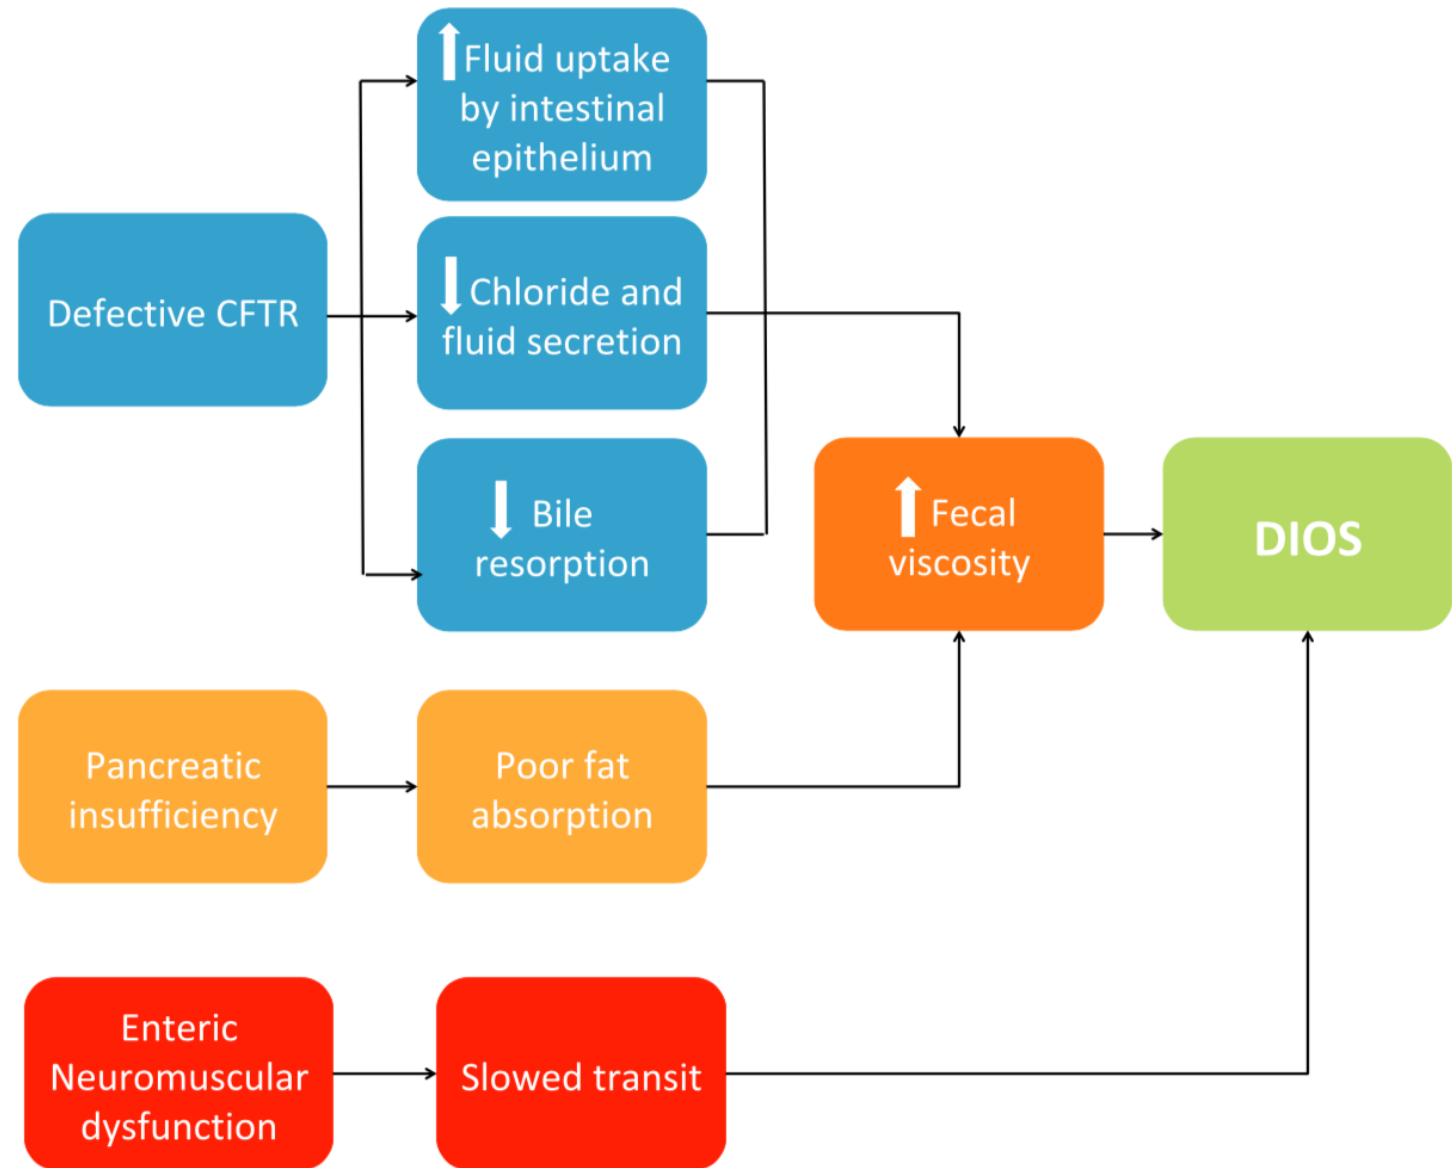 Fluid uptake
by intestinal
epithelium
Defective CFTR
Chloride and
fluid secretion
Bile
resorption
Fecal
viscosity
DIOS
Pancreatic
insufficiency
Poor fat
absorption
Enteric
Neuromuscular
dysfunction
Slowed transit